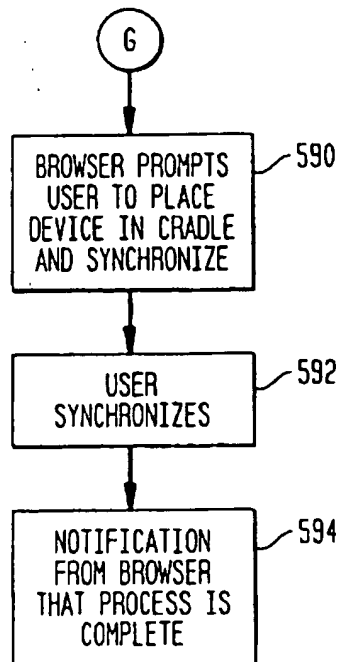 G
BROWSER PROMPTS
USER TO PLACE
DEVICE IN CRADLE
AND SYNCHRONIZE
590
USER
SYNCHRONIZES
592
NOTIFICATION
FROM BROWSER
THAT PROCESS IS
COMPLETE
594